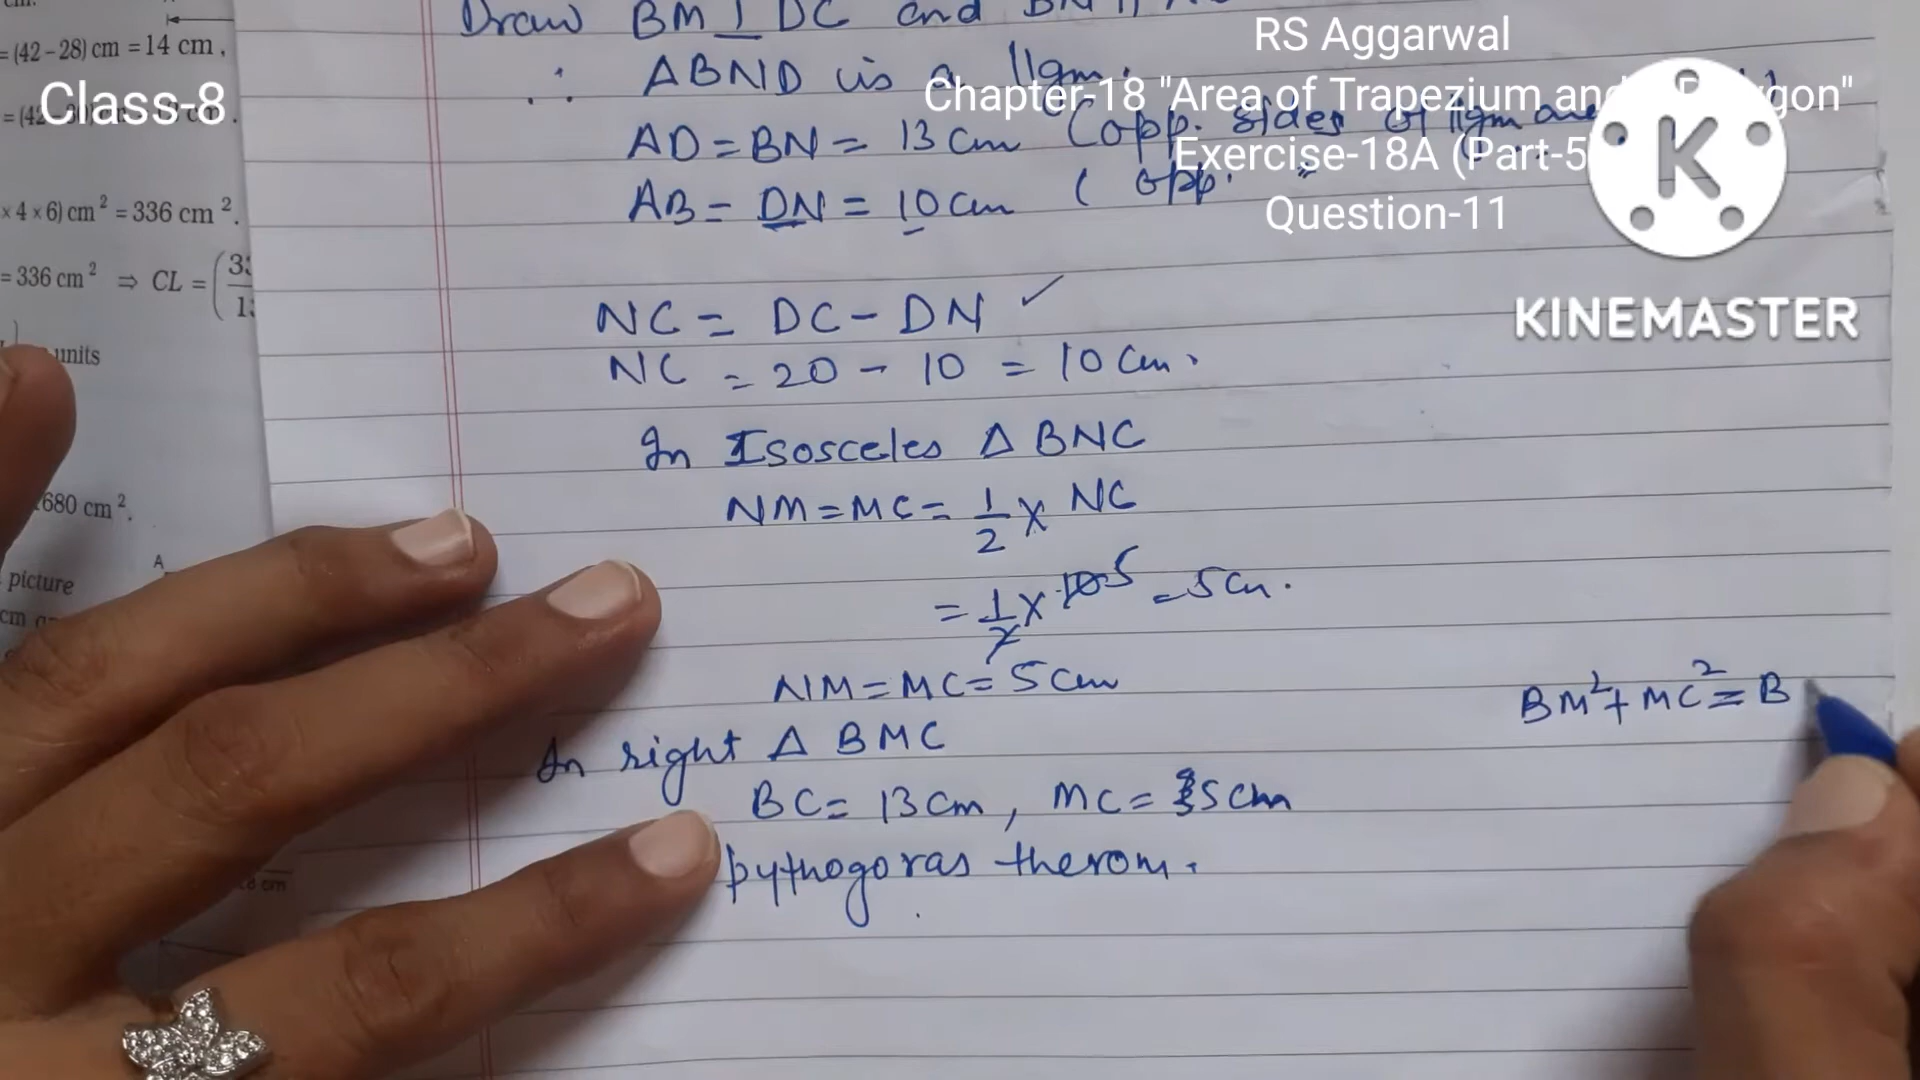 = (42 – 28) cm = 14 cm,
Class-8
× 4 × 6) cm² = 336 cm².
= 336 cm² ⇒ CL = (
units
680 cm².
A
picture
cm
Draw BM ⊥ DC and
∴ ABND is a ||gm.
AD = BN = 13 cm (opp. sides of ||gm are
AB = DN = 10 cm ( opp. "
NC = DC - DN ✓
NC = 20 - 10 = 10 cm.
In Isosceles Δ BNC
NM = MC = 1/2 × NC
= 1/2 × 10 5 = 5 cm.
NM = MC = 5 cm
In right Δ BMC
BC = 13 cm, MC = 5 cm
pythogoras therom.
BM² + MC² = B
RS Aggarwal
Chapter-18 "Area of Trapezium and
Exercise-18A (Part-5
Question-11
K
KINEMASTER